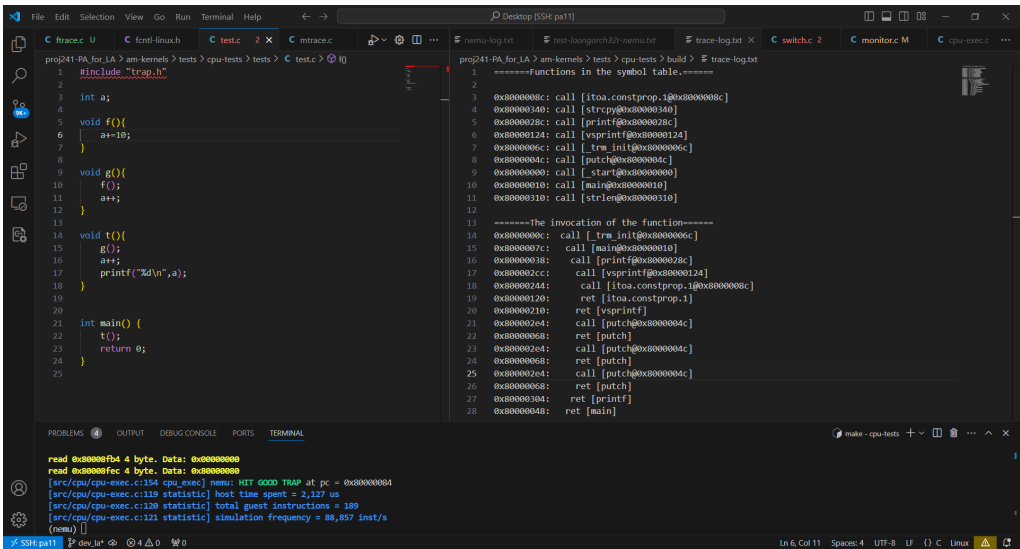 File Edit Selection View Go Run Terminal Help
Desktop [SSH: pa11]
ftrace.c U
fcntl-linux.h
test.c 2
mtrace.c
nemu-log.txt
test-loongarch32r-nemu.txt
trace-log.txt
switch.c 2
monitor.c M
cpu-exec.c
proj241-PA_for_LA > am-kernels > tests > cpu-tests > tests > test.c > f()
1 #include "trap.h"
2
3 int a;
4
5 void f(){
6 a+=10;
7 }
8
9 void g(){
10 f();
11 a++;
12 }
13
14 void t(){
15 g();
16 a++;
17 printf("%d\n",a);
18 }
19
20
21 int main() {
22 t();
23 return 0;
24 }
25
proj241-PA_for_LA > am-kernels > tests > cpu-tests > build > trace-log.txt
1 =======Functions in the symbol table.======
2
3 0x8000008c: call [itoa.constprop.1@0x8000008c]
4 0x80000340: call [strcpy@0x80000340]
5 0x8000028c: call [printf@0x8000028c]
6 0x80000124: call [vsprintf@0x80000124]
7 0x8000006c: call [_trm_init@0x8000006c]
8 0x8000004c: call [putch@0x8000004c]
9 0x80000000: call [_start@0x80000000]
10 0x80000010: call [main@0x80000010]
11 0x80000310: call [strlen@0x80000310]
12
13 =======The invocation of the function======
14 0x8000000c: call [_trm_init@0x8000006c]
15 0x8000007c: call [main@0x80000010]
16 0x80000038: call [printf@0x8000028c]
17 0x800002cc: call [vsprintf@0x80000124]
18 0x80000244: call [itoa.constprop.1@0x8000008c]
19 0x80000120: ret [itoa.constprop.1]
20 0x80000210: ret [vsprintf]
21 0x800002e4: call [putch@0x8000004c]
22 0x80000068: ret [putch]
23 0x800002e4: call [putch@0x8000004c]
24 0x80000068: ret [putch]
25 0x800002e4: call [putch@0x8000004c]
26 0x80000068: ret [putch]
27 0x80000304: ret [printf]
28 0x80000048: ret [main]
9K+
PROBLEMS 4 OUTPUT DEBUG CONSOLE PORTS TERMINAL
make - cpu-tests
read 0x80008fb4 4 byte. Data: 0x00000000
read 0x80008fec 4 byte. Data: 0x80000080
[src/cpu/cpu-exec.c:154 cpu_exec] nemu: HIT GOOD TRAP at pc = 0x80000084
[src/cpu/cpu-exec.c:119 statistic] host time spent = 2,127 us
[src/cpu/cpu-exec.c:120 statistic] total guest instructions = 189
[src/cpu/cpu-exec.c:121 statistic] simulation frequency = 88,857 inst/s
(nemu)
SSH: pa11 dev_la* 4 0 0 Ln 6, Col 11 Spaces: 4 UTF-8 LF {} C Linux